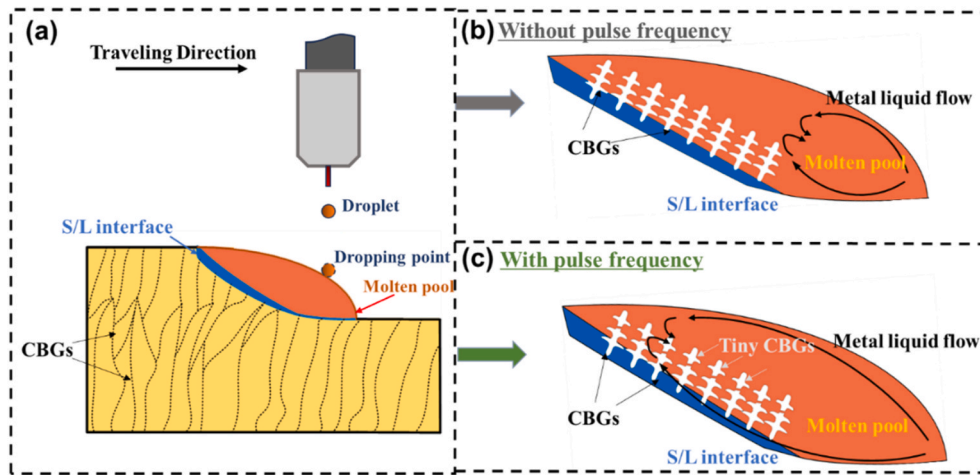 (a)
Traveling Direction
Droplet
S/L interface
Dropping point
Molten pool
CBGs
(b) Without pulse frequency
Metal liquid flow
CBGs
Molten pool
S/L interface
(c) With pulse frequency
Metal liquid flow
Tiny CBGs
CBGs
Molten pool
S/L interface